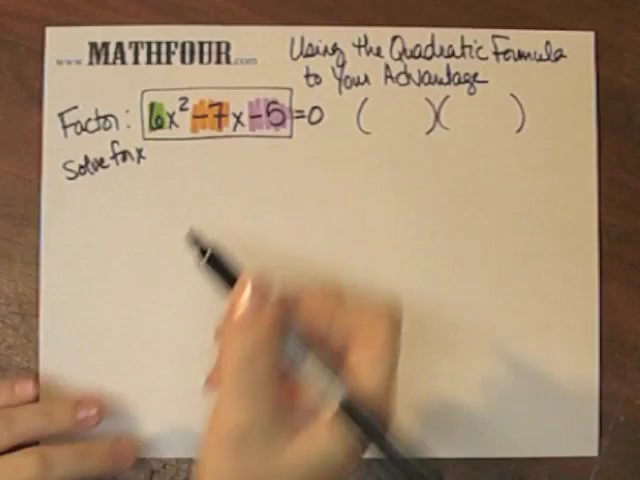 www.MATHFOUR.com
Using the Quadratic Formula
to Your Advantage
Factor: 6x² -7x -5 =0 ( )( )
Solve for x